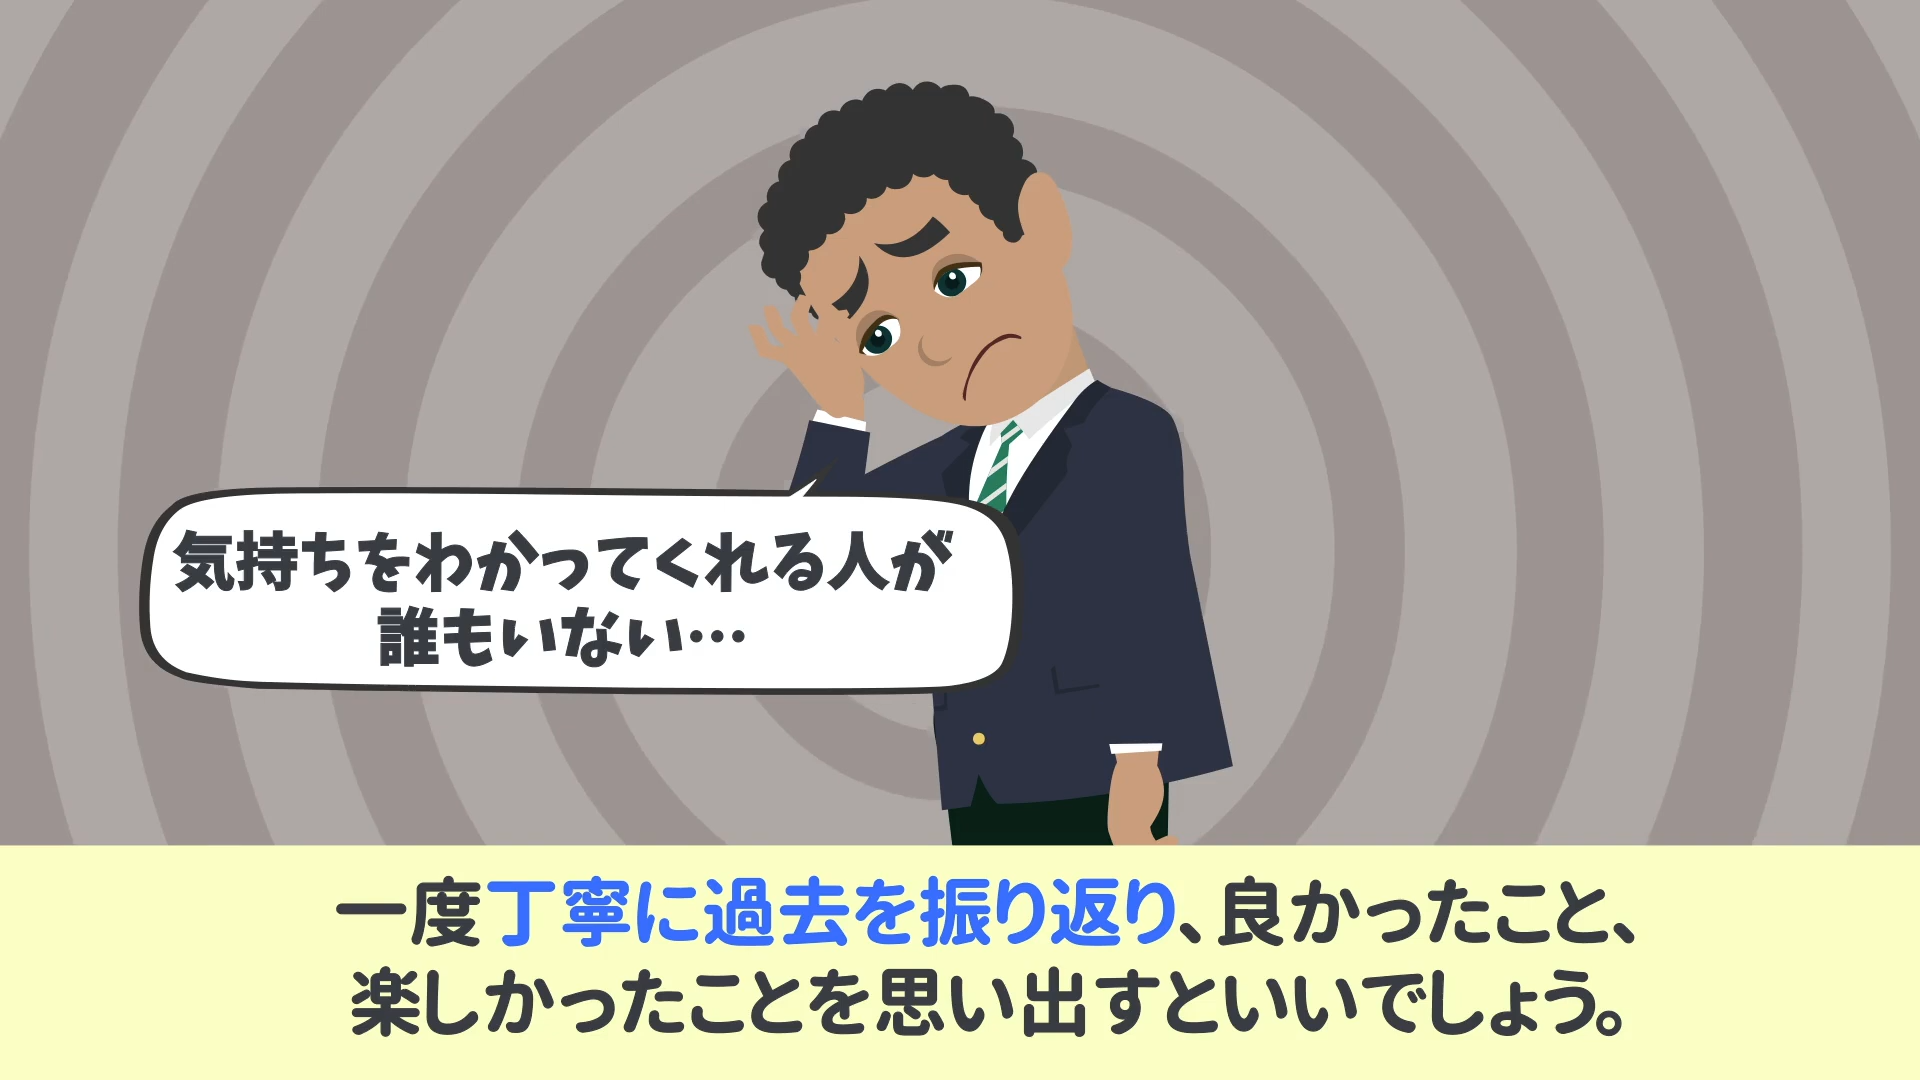 気持ちをわかってくれる人が
誰もいない…
一度丁寧に過去を振り返り、良かったこと、
楽しかったことを思い出すといいでしょう。